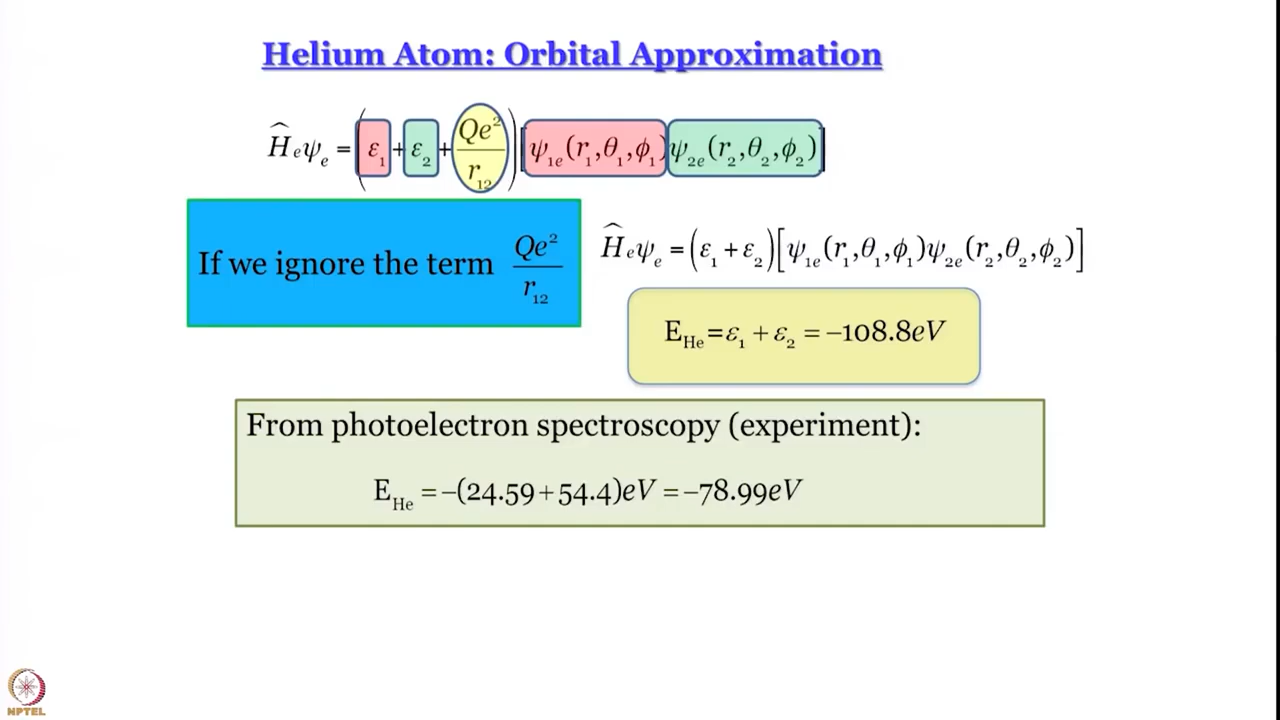 Helium Atom: Orbital Approximation
Ĥₑψₑ = (ε₁ + ε₂ + Qe²/r₁₂)[ψ₁ₑ(r₁,θ₁,ϕ₁)ψ₂ₑ(r₂,θ₂,ϕ₂)]
If we ignore the term Qe²/r₁₂
Ĥₑψₑ = (ε₁ + ε₂)[ψ₁ₑ(r₁,θ₁,ϕ₁)ψ₂ₑ(r₂,θ₂,ϕ₂)]
E_He = ε₁ + ε₂ = −108.8eV
From photoelectron spectroscopy (experiment):
E_He = −(24.59 + 54.4)eV = −78.99eV
NPTEL